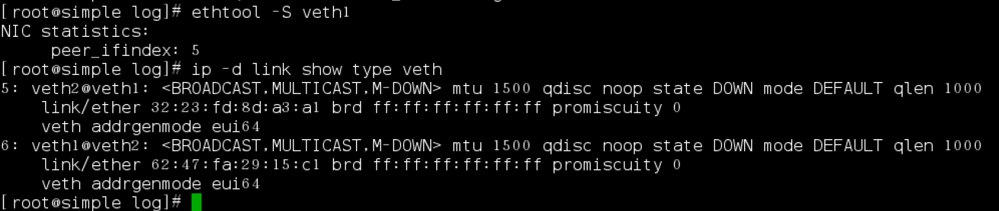 [root@simple log]# ethtool -S veth1
NIC statistics:
     peer_ifindex: 5
[root@simple log]# ip -d link show type veth
5: veth2@veth1: <BROADCAST,MULTICAST,M-DOWN> mtu 1500 qdisc noop state DOWN mode DEFAULT qlen 1000
    link/ether 32:23:fd:8d:a3:a1 brd ff:ff:ff:ff:ff:ff promiscuity 0
    veth addrgenmode eui64
6: veth1@veth2: <BROADCAST,MULTICAST,M-DOWN> mtu 1500 qdisc noop state DOWN mode DEFAULT qlen 1000
    link/ether 62:47:fa:29:15:c1 brd ff:ff:ff:ff:ff:ff promiscuity 0
    veth addrgenmode eui64
[root@simple log]#